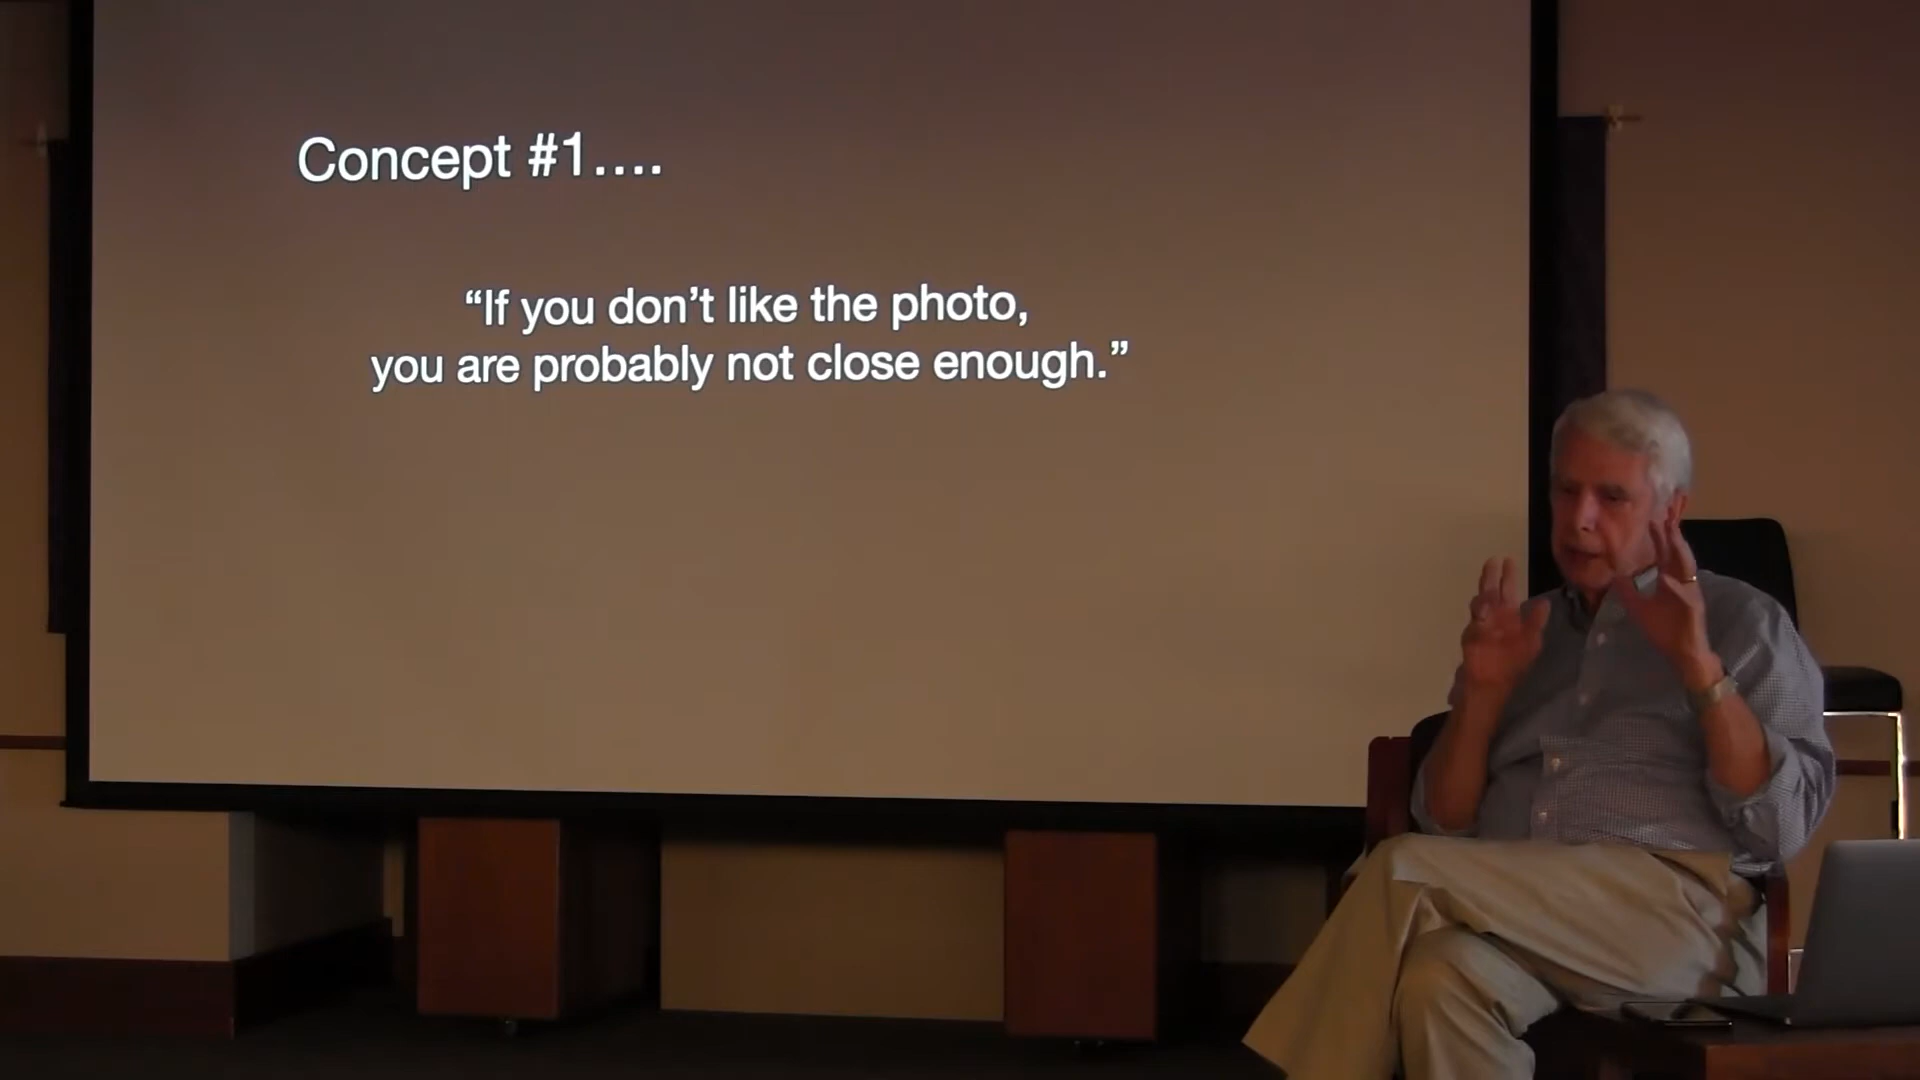 Concept #1....
“If you don’t like the photo,
you are probably not close enough.”